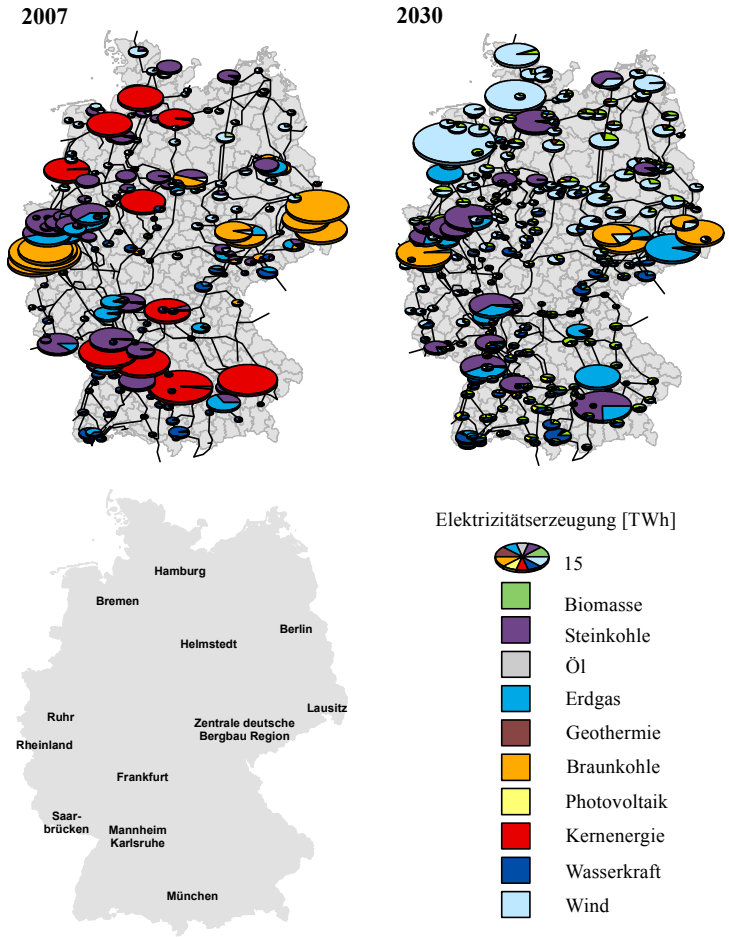 2007
2030
Hamburg
Bremen
Berlin
Helmstedt
Lausitz
Ruhr
Zentrale deutsche
Bergbau Region
Rheinland
Frankfurt
Saar-
brücken
Mannheim
Karlsruhe
München
Elektrizitätserzeugung [TWh]
15
Biomasse
Steinkohle
Öl
Erdgas
Geothermie
Braunkohle
Photovoltaik
Kernenergie
Wasserkraft
Wind